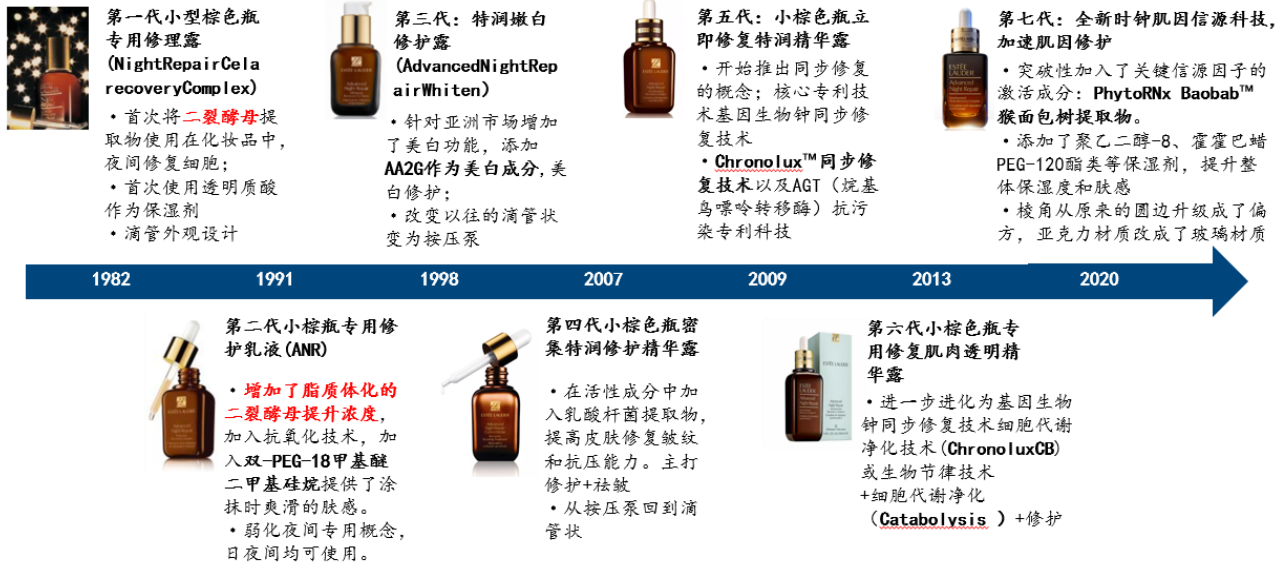 第一代小型棕色瓶
专用修理露
(NightRepairCela
recoveryComplex)
·首次将二裂酵母提
取物使用在化妆品中，
夜间修复细胞；
·首次使用透明质酸
作为保湿剂
·滴管外观设计
第三代：特润嫩白
修护露
(AdvancedNightRep
airWhiten)
·针对亚洲市场增加
了美白功能，添加
AA2G作为美白成分,美
白修护；
·改变以往的滴管状
变为按压泵
第五代：小棕色瓶立
即修复特润精华露
·开始推出同步修复
的概念；核心专利技
术基因生物钟同步修
复技术
·Chronolux™同步修
复技术以及AGT（烷基
鸟嘌呤转移酶）抗污
染专利科技
第七代：全新时钟肌因信源科技，
加速肌因修护
·突破性加入了关键信源因子的
激活成分：PhytoRNx Baobab™
猴面包树提取物。
·添加了聚乙二醇-8、霍霍巴蜡
PEG-120酯类等保湿剂，提升整
体保湿度和肤感
·棱角从原来的圆边升级成了偏
方，亚克力材质改成了玻璃材质
1982 1991 1998 2007 2009 2013 2020
第二代小棕瓶专用修
护乳液(ANR)
·增加了脂质体化的
二裂酵母提升浓度，
加入抗氧化技术，加
入双-PEG-18甲基醚
二甲基硅烷提供了涂
抹时爽滑的肤感。
·弱化夜间专用概念，
日夜间均可使用。
第四代小棕色瓶密
集特润修护精华露
·在活性成分中加
入乳酸杆菌提取物，
提高皮肤修复皱纹
和抗压能力。主打
修护+祛皱
·从按压泵回到滴
管状
第六代小棕色瓶专
用修复肌肉透明精
华露
·进一步进化为基因生物
钟同步修复技术细胞代谢
净化技术(ChronoluxCB)
或生物节律技术
+细胞代谢净化
（Catabolysis ）+修护
ESTĒE
LAUDER
Advanced
Night Repair